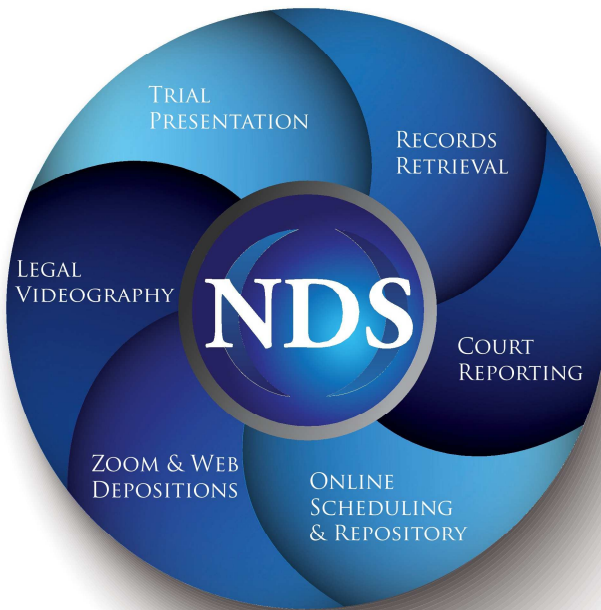 TRIAL
PRESENTATION
RECORDS
RETRIEVAL
LEGAL
VIDEOGRAPHY
NDS
COURT
REPORTING
ZOOM & WEB
DEPOSITIONS
ONLINE
SCHEDULING
& REPOSITORY